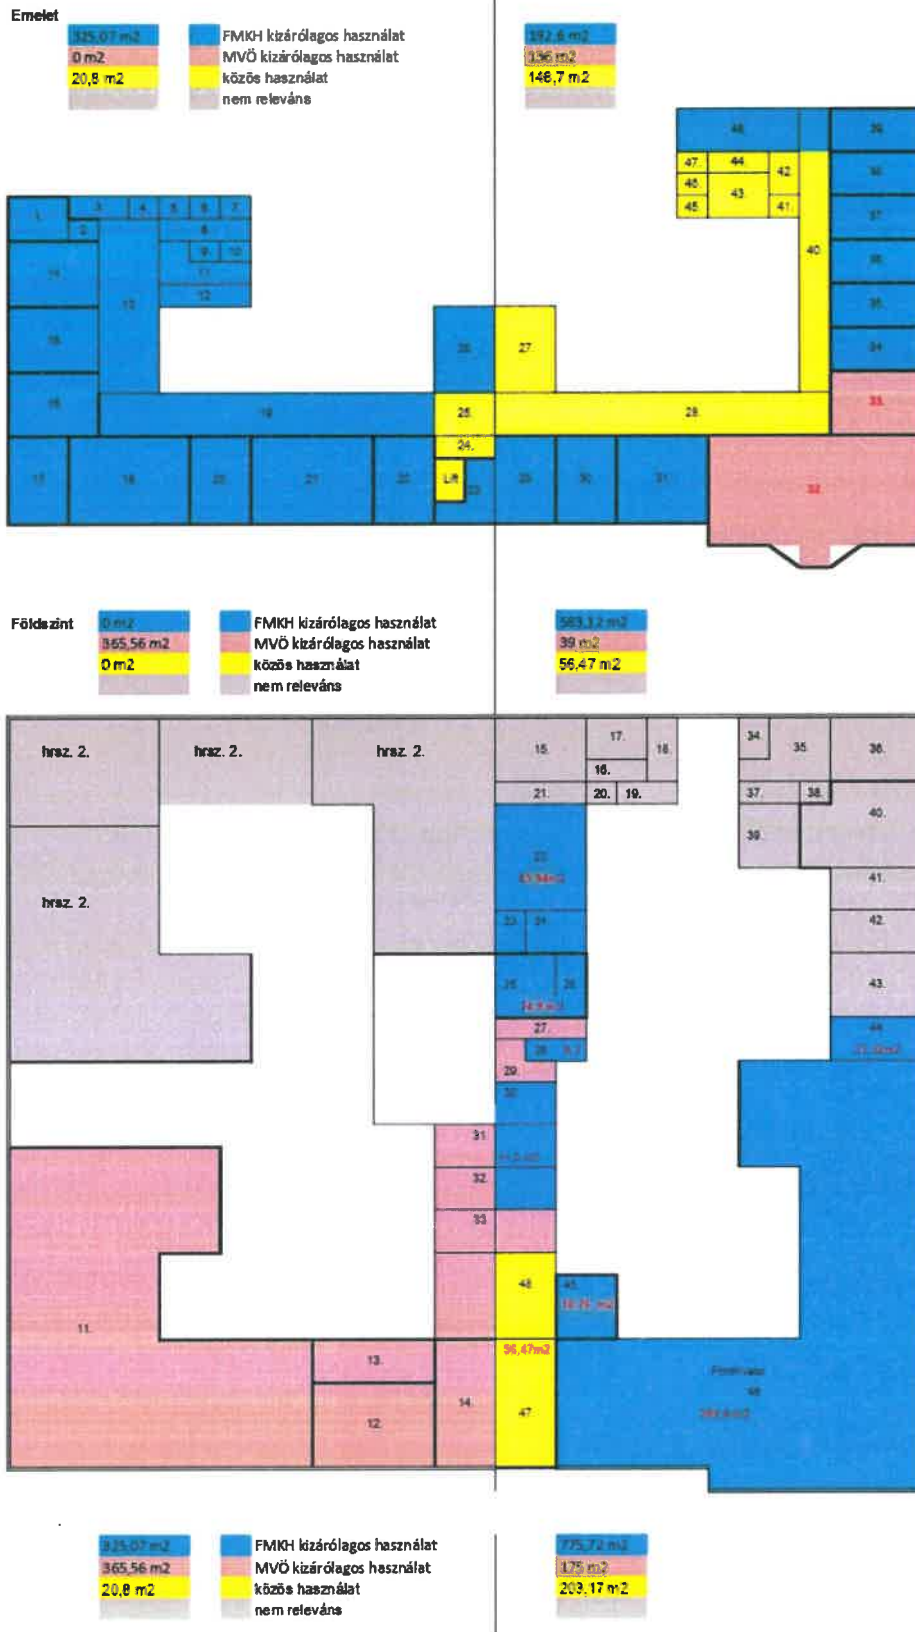 Emelet
325,07 m2 FMKH kizárólagos használat 192,6 m2
0 m2 MVÖ kizárólagos használat 136 m2
20,8 m2 közös használat 146,7 m2
nem releváns
46. 39.
47. 44. 42. 38.
46.
43.
45. 41. 37.
1. 3. 4. 5. 6. 7.
2. 8.
9. 10.
14. 11. 40. 36.
13. 12.
35.
27. 34.
19. 25. 28. 33.
24.
17. 18. 20. 21. 22. Lift 23. 29. 30. 31. 32.
Földszint 0 m2 FMKH kizárólagos használat 583,12 m2
365,56 m2 MVÖ kizárólagos használat 39 m2
0 m2 közös használat 56,47 m2
nem releváns
hrsz. 2. hrsz. 2. hrsz. 2. 15. 17. 18. 34. 35. 36.
16.
21. 20. 19. 37. 38.
39. 40.
22.
41.
hrsz. 2.
23. 24. 42.
25. 26. 43.
27. 44.
28.
29.
30.
31.
32.
33.
48. 45.
11. 56,47m2
13.
14. 47.
12.
325,07 m2 FMKH kizárólagos használat 775,72 m2
365,56 m2 MVÖ kizárólagos használat 175 m2
20,8 m2 közös használat 203,17 m2
nem releváns